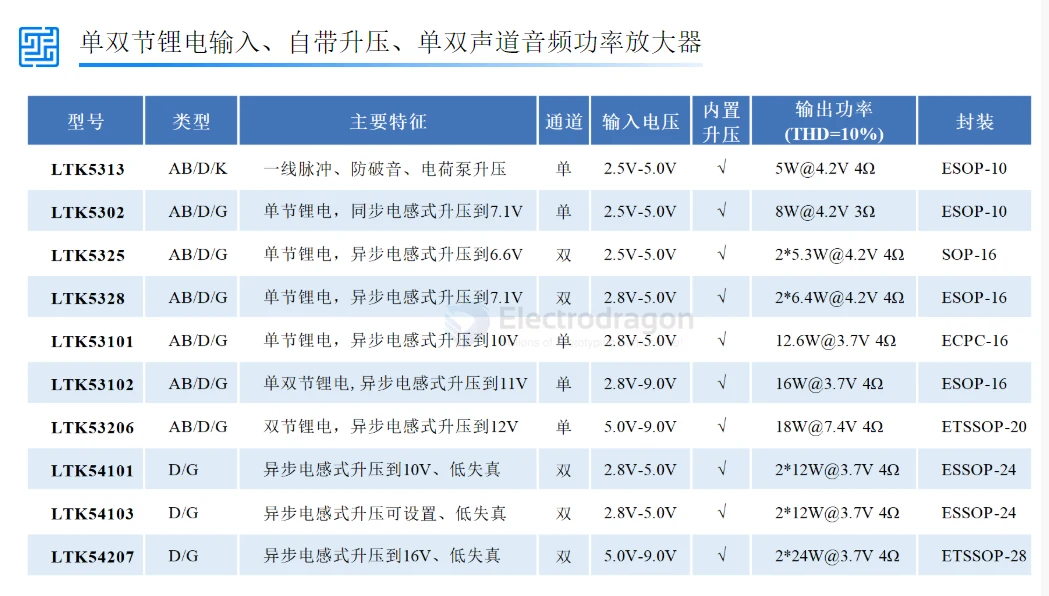 单双节锂电输入、自带升压、单双声道音频功率放大器
型号 类型 主要特征 通道 输入电压 内置升压 输出功率(THD=10%) 封装
LTK5313 AB/D/K 一线脉冲、防破音、电荷泵升压 单 2.5V-5.0V √ 5W@4.2V 4Ω ESOP-10
LTK5302 AB/D/G 单节锂电，同步电感式升压到7.1V 单 2.5V-5.0V √ 8W@4.2V 3Ω ESOP-10
LTK5325 AB/D/G 单节锂电，异步电感式升压到6.6V 双 2.5V-5.0V √ 2*5.3W@4.2V 4Ω SOP-16
LTK5328 AB/D/G 单节锂电，异步电感式升压到7.1V 双 2.8V-5.0V √ 2*6.4W@4.2V 4Ω ESOP-16
Electrodragon
LTK53101 AB/D/G 单节锂电，异步电感式升压到10V 单 2.8V-5.0V √ 12.6W@3.7V 4Ω ECPC-16
LTK53102 AB/D/G 单双节锂电,异步电感式升压到11V 单 2.8V-9.0V √ 16W@3.7V 4Ω ESOP-16
LTK53206 AB/D/G 双节锂电，异步电感式升压到12V 单 5.0V-9.0V √ 18W@7.4V 4Ω ETSSOP-20
LTK54101 D/G 异步电感式升压到10V、低失真 双 2.8V-5.0V √ 2*12W@3.7V 4Ω ESSOP-24
LTK54103 D/G 异步电感式升压可设置、低失真 双 2.8V-5.0V √ 2*12W@3.7V 4Ω ESSOP-24
LTK54207 D/G 异步电感式升压到16V、低失真 双 5.0V-9.0V √ 2*24W@3.7V 4Ω ETSSOP-28